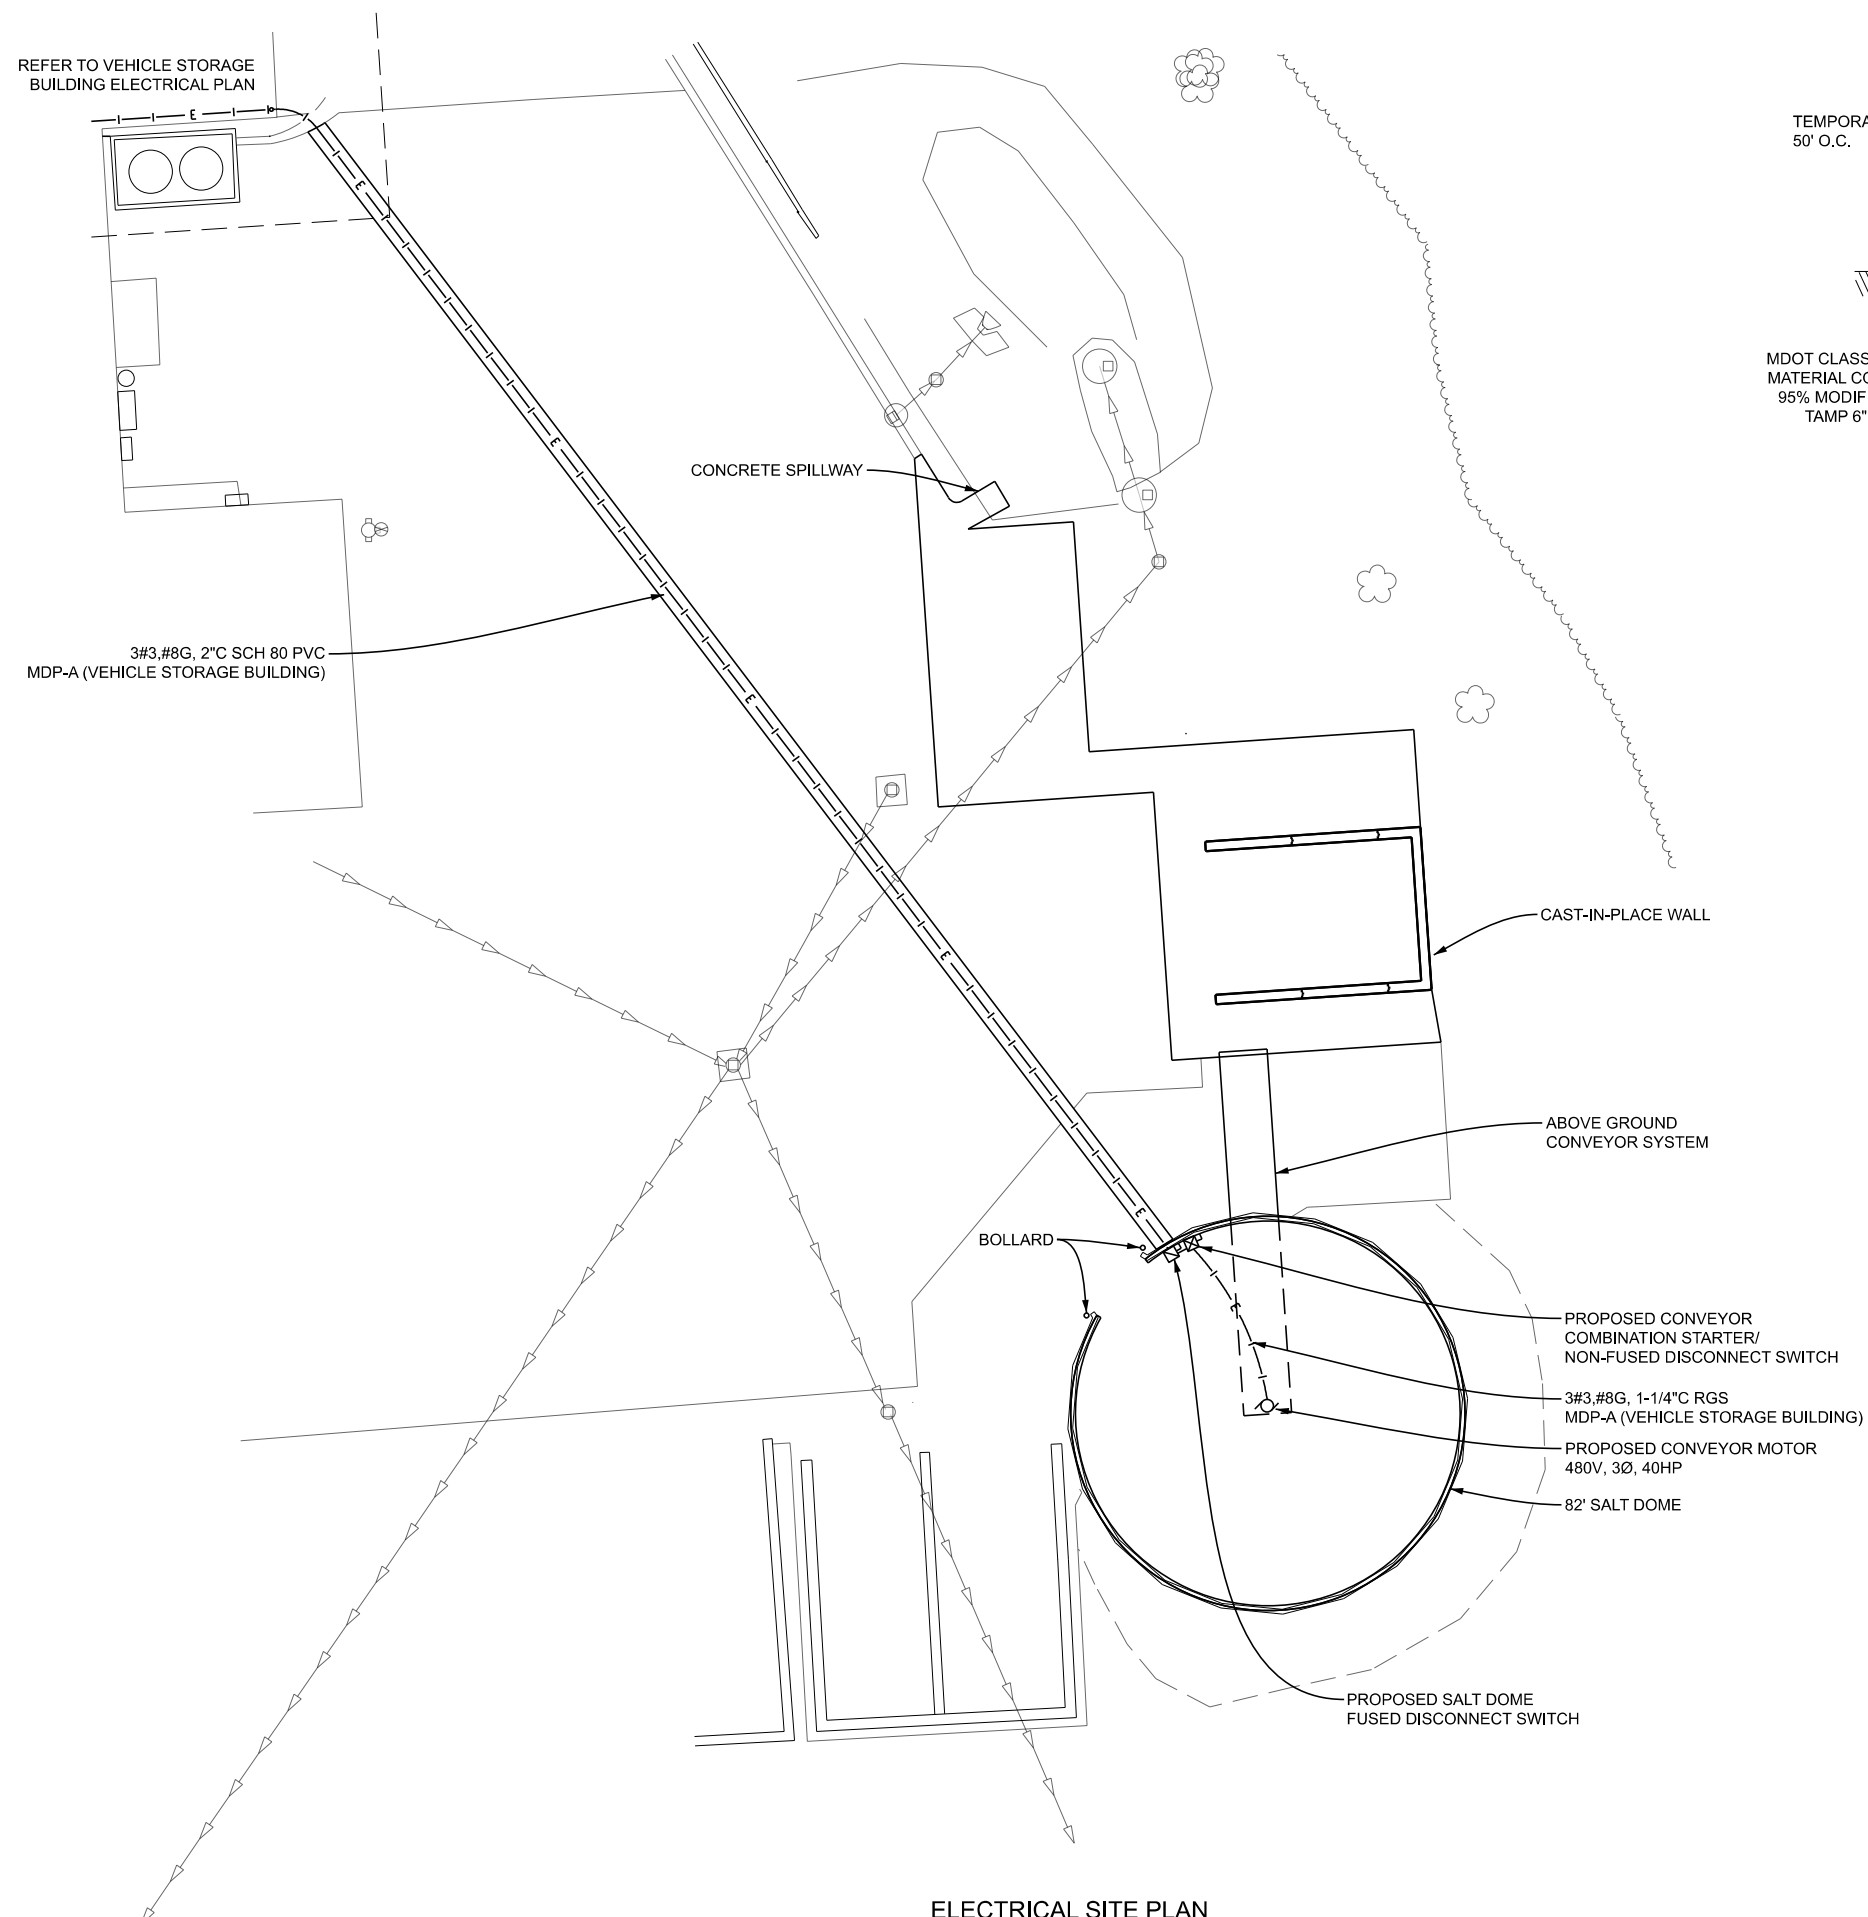 REFER TO VEHICLE STORAGE
BUILDING ELECTRICAL PLAN
E
E
TEMPORA
50' O.C.
MDOT CLASS
MATERIAL CO
95% MODIF
TAMP 6"
E
CONCRETE SPILLWAY
3#3,#8G, 2"C SCH 80 PVC
MDP-A (VEHICLE STORAGE BUILDING)
E
CAST-IN-PLACE WALL
E
ABOVE GROUND
CONVEYOR SYSTEM
E
BOLLARD
E
PROPOSED CONVEYOR
COMBINATION STARTER/
NON-FUSED DISCONNECT SWITCH
3#3,#8G, 1-1/4"C RGS
MDP-A (VEHICLE STORAGE BUILDING)
PROPOSED CONVEYOR MOTOR
480V, 3Ø, 40HP
82' SALT DOME
PROPOSED SALT DOME
FUSED DISCONNECT SWITCH
ELECTRICAL SITE PLAN